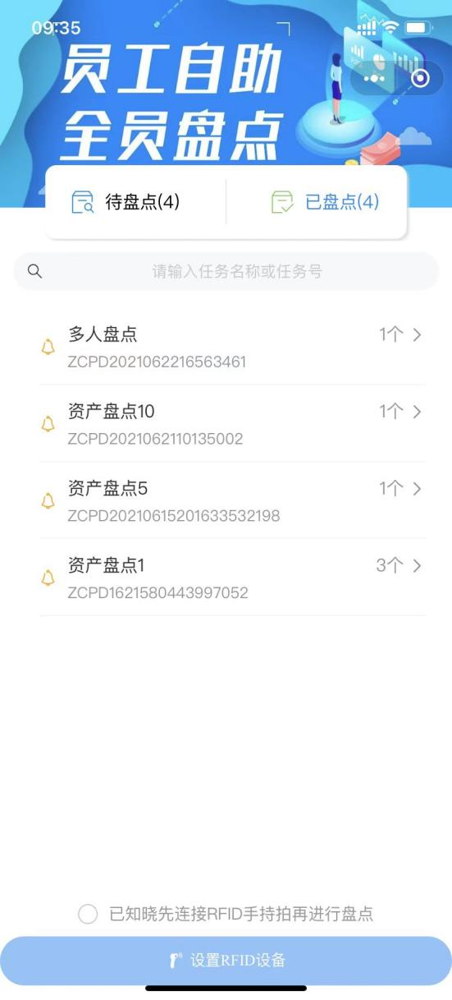 09:35
员工自助
全员盘点
待盘点(4)
已盘点(4)
请输入任务名称或任务号
多人盘点
1个
ZCPD2021062216563461
资产盘点10
1个
ZCPD2021062110135002
资产盘点5
1个
ZCPD20210615201633532198
资产盘点1
3个
ZCPD1621580443997052
已知晓先连接RFID手持拍再进行盘点
设置RFID设备